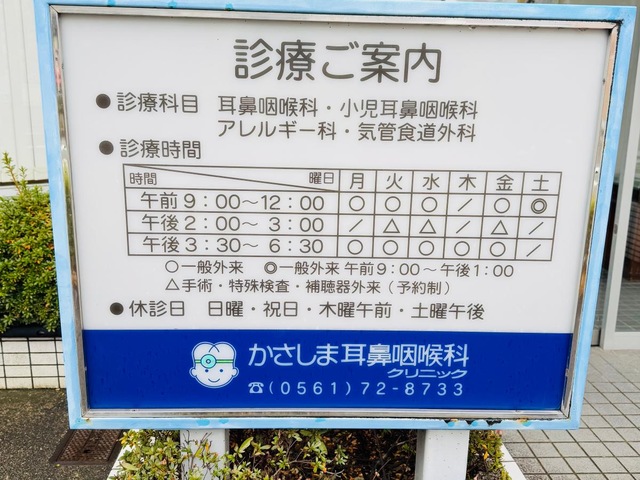 診療ご案内
●診療科目 耳鼻咽喉科・小児耳鼻咽喉科
アレルギー科・気管食道外科
●診療時間
時間 曜日 月 火 水 木 金 土
午前 9：00〜12：00 ○ ○ ○ ／ ○ ◎
午後 2：00〜 3：00 ／ △ △ ／ △ ／
午後 3：30〜 6：30 ○ ○ ○ ○ ○ ／
○一般外来 ◎一般外来 午前9：00〜午後1：00
△手術・特殊検査・補聴器外来（予約制）
●休診日 日曜・祝日・木曜午前・土曜午後
かさしま耳鼻咽喉科
クリニック
☎(0561)72-8733